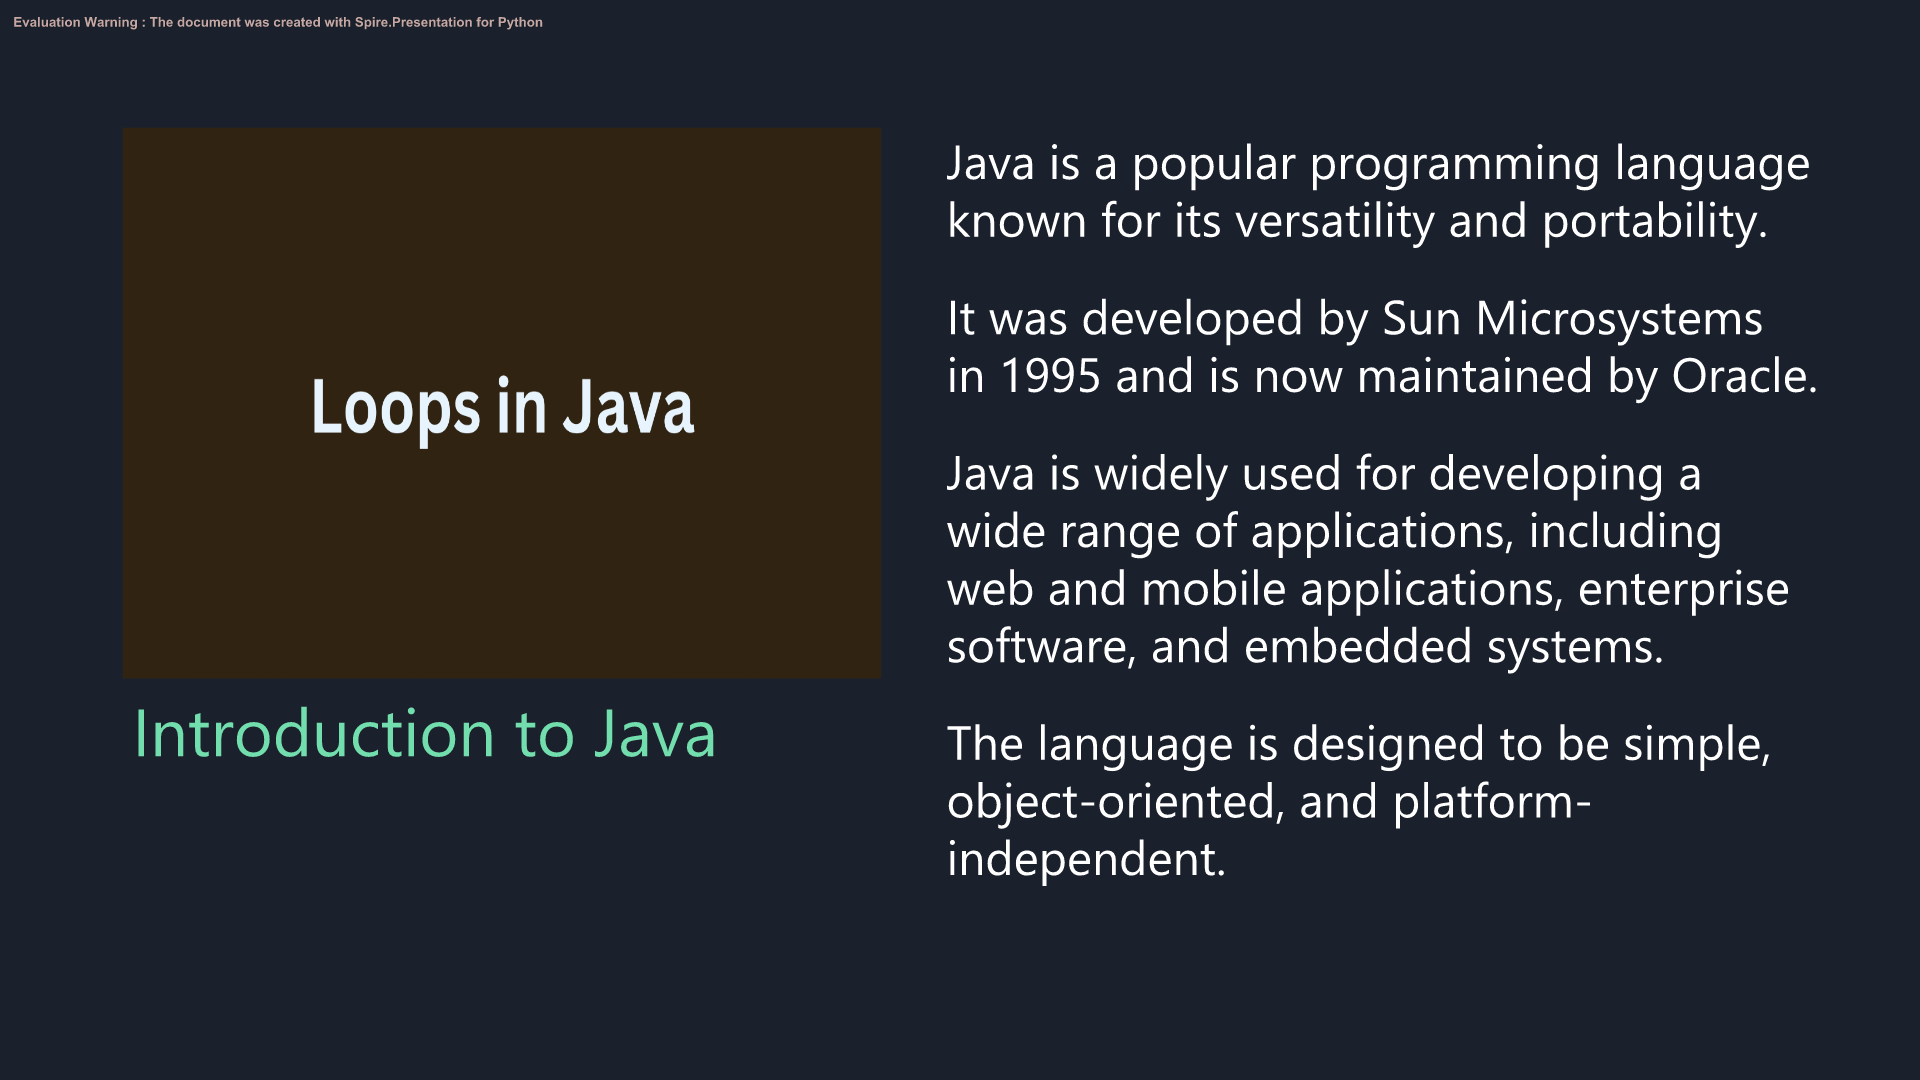 Evaluation Warning : The document was created with Spire.Presentation for Python
Loops in Java
Introduction to Java
Java is a popular programming language
known for its versatility and portability.
It was developed by Sun Microsystems
in 1995 and is now maintained by Oracle.
Java is widely used for developing a
wide range of applications, including
web and mobile applications, enterprise
software, and embedded systems.
The language is designed to be simple,
object-oriented, and platform-
independent.